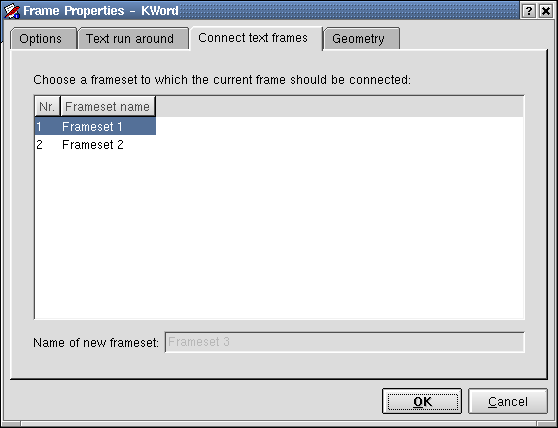 Frame Properties - KWord
Options Text run around Connect text frames Geometry
Choose a frameset to which the current frame should be connected:
Nr. Frameset name
1 Frameset 1
2 Frameset 2
Name of new frameset: Frameset 3
OK Cancel